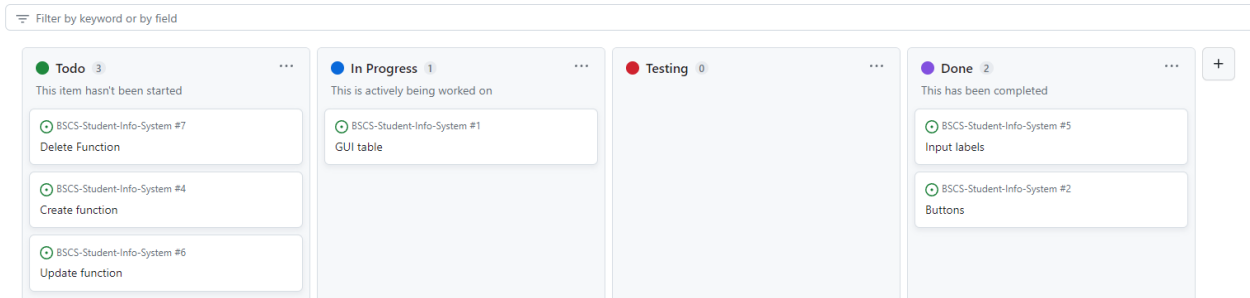 Filter by keyword or by field
Todo 3
This item hasn't been started
BSCS-Student-Info-System #7
Delete Function
BSCS-Student-Info-System #4
Create function
BSCS-Student-Info-System #6
Update function
In Progress 1
This is actively being worked on
BSCS-Student-Info-System #1
GUI table
Testing 0
Done 2
This has been completed
BSCS-Student-Info-System #5
Input labels
BSCS-Student-Info-System #2
Buttons